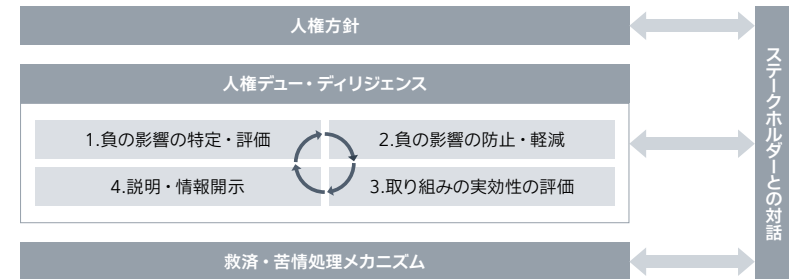 人権方針
人権デュー・ディリジェンス
1.負の影響の特定・評価
2.負の影響の防止・軽減
4.説明・情報開示
3.取り組みの実効性の評価
救済・苦情処理メカニズム
ステークホルダーとの対話